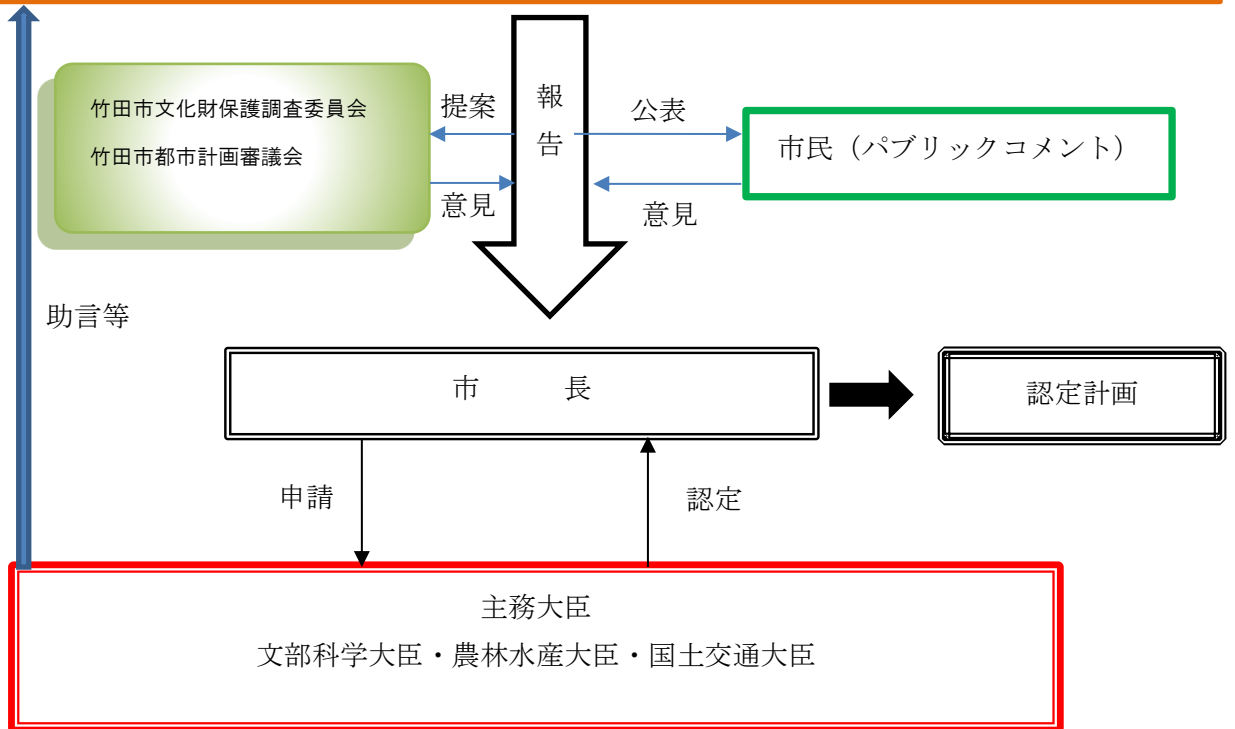 竹田市文化財保護調査委員会
竹田市都市計画審議会
提案
意見
報
告
公表
意見
市民（パブリックコメント）
助言等
市　　長
認定計画
申請
認定
主務大臣
文部科学大臣・農林水産大臣・国土交通大臣